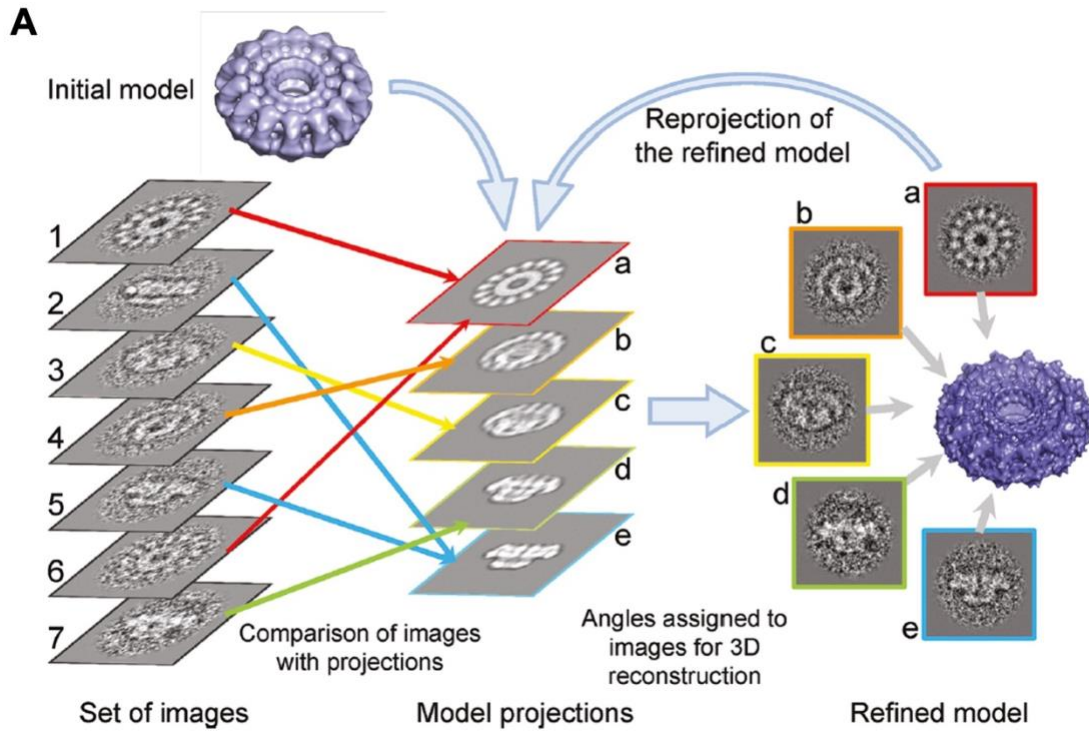 A
Initial model
Reprojection of
the refined model
1
2
3
4
5
6
7
a
b
c
d
e
a
b
c
d
e
Comparison of images
with projections
Angles assigned to
images for 3D
reconstruction
Set of images
Model projections
Refined model